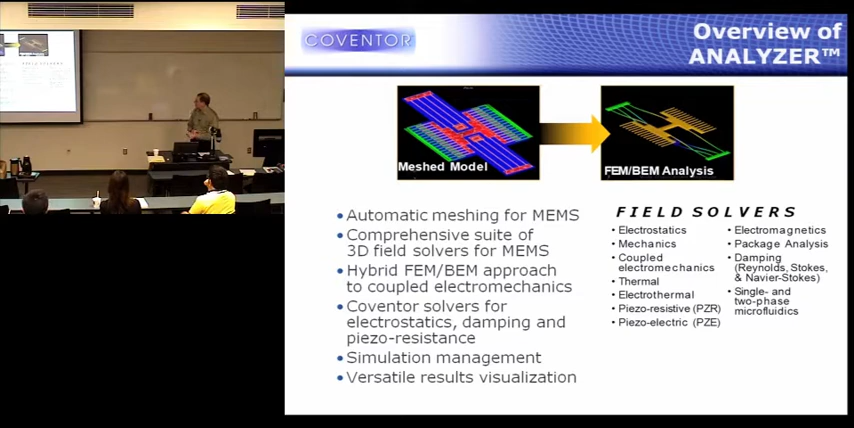 COVENTOR
Overview of
ANALYZER™
Meshed Model
FEM/BEM Analysis
• Automatic meshing for MEMS
• Comprehensive suite of
3D field solvers for MEMS
• Hybrid FEM/BEM approach
to coupled electromechanics
• Coventor solvers for
electrostatics, damping and
piezo-resistance
• Simulation management
• Versatile results visualization
FIELD SOLVERS
• Electrostatics
• Mechanics
• Coupled
electromechanics
• Thermal
• Electrothermal
• Piezo-resistive (PZR)
• Piezo-electric (PZE)
• Electromagnetics
• Package Analysis
• Damping
(Reynolds, Stokes,
& Navier-Stokes)
• Single- and
two-phase
microfluidics